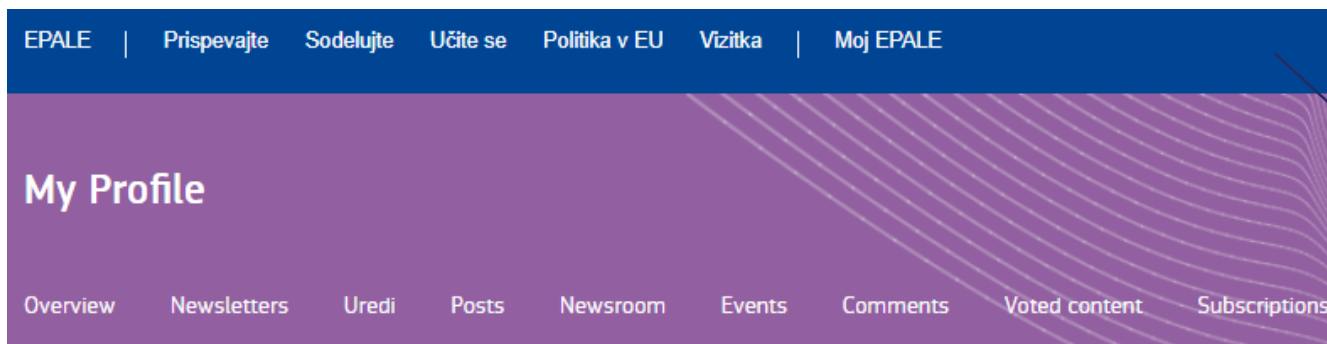 EPALE | Prispevajte Sodelujte Učite se Politika v EU Vizitka | Moj EPALE
My Profile
Overview Newsletters Uredi Posts Newsroom Events Comments Voted content Subscriptions